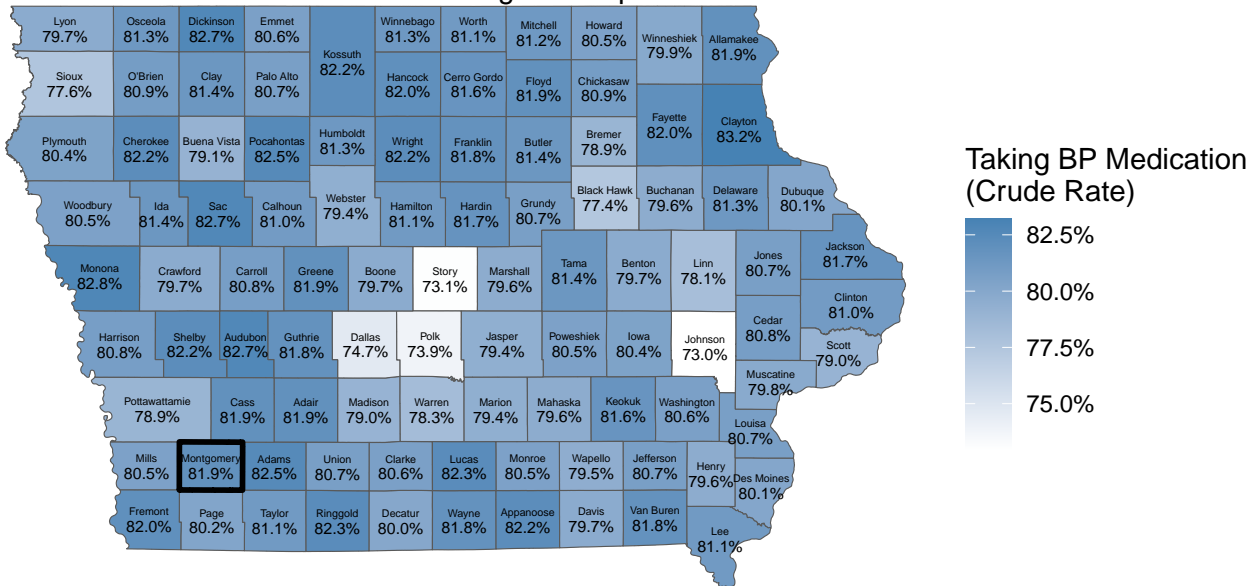 Lyon
79.7%
Osceola
81.3%
Dickinson
82.7%
Emmet
80.6%
Kossuth
82.2%
Winnebago
81.3%
Worth
81.1%
Mitchell
81.2%
Howard
80.5%
Winneshiek
79.9%
Allamakee
81.9%
Sioux
77.6%
O'Brien
80.9%
Clay
81.4%
Palo Alto
80.7%
Hancock
82.0%
Cerro Gordo
81.6%
Floyd
81.9%
Chickasaw
80.9%
Fayette
82.0%
Clayton
83.2%
Plymouth
80.4%
Cherokee
82.2%
Buena Vista
79.1%
Pocahontas
82.5%
Humboldt
81.3%
Wright
82.2%
Franklin
81.8%
Butler
81.4%
Bremer
78.9%
Woodbury
80.5%
Ida
81.4%
Sac
82.7%
Calhoun
81.0%
Webster
79.4%
Hamilton
81.1%
Hardin
81.7%
Grundy
80.7%
Black Hawk
77.4%
Buchanan
79.6%
Delaware
81.3%
Dubuque
80.1%
Monona
82.8%
Crawford
79.7%
Carroll
80.8%
Greene
81.9%
Boone
79.7%
Story
73.1%
Marshall
79.6%
Tama
81.4%
Benton
79.7%
Linn
78.1%
Jones
80.7%
Jackson
81.7%
Clinton
81.0%
Harrison
80.8%
Shelby
82.2%
Audubon
82.7%
Guthrie
81.8%
Dallas
74.7%
Polk
73.9%
Jasper
79.4%
Poweshiek
80.5%
Iowa
80.4%
Johnson
73.0%
Cedar
80.8%
Scott
79.0%
Muscatine
79.8%
Pottawattamie
78.9%
Cass
81.9%
Adair
81.9%
Madison
79.0%
Warren
78.3%
Marion
79.4%
Mahaska
79.6%
Keokuk
81.6%
Washington
80.6%
Louisa
80.7%
Mills
80.5%
Montgomery
81.9%
Adams
82.5%
Union
80.7%
Clarke
80.6%
Lucas
82.3%
Monroe
80.5%
Wapello
79.5%
Jefferson
80.7%
Henry
79.6%
Des Moines
80.1%
Fremont
82.0%
Page
80.2%
Taylor
81.1%
Ringgold
82.3%
Decatur
80.0%
Wayne
81.8%
Appanoose
82.2%
Davis
79.7%
Van Buren
81.8%
Lee
81.1%
Taking BP Medication
(Crude Rate)
82.5%
80.0%
77.5%
75.0%